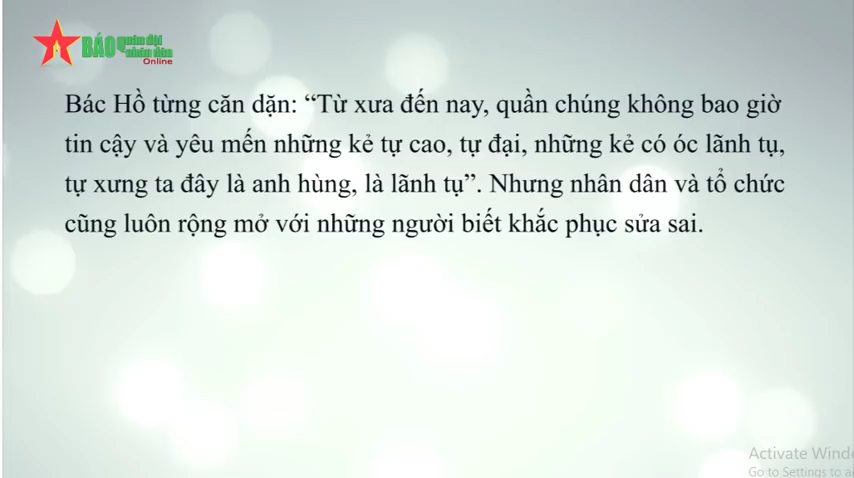 BÁO quân đội
nhân dân
Online
Bác Hồ từng căn dặn: “Từ xưa đến nay, quần chúng không bao giờ
tin cậy và yêu mến những kẻ tự cao, tự đại, những kẻ có óc lãnh tụ,
tự xưng ta đây là anh hùng, là lãnh tụ”. Nhưng nhân dân và tổ chức
cũng luôn rộng mở với những người biết khắc phục sửa sai.
Activate Wind
Go to Settings to a